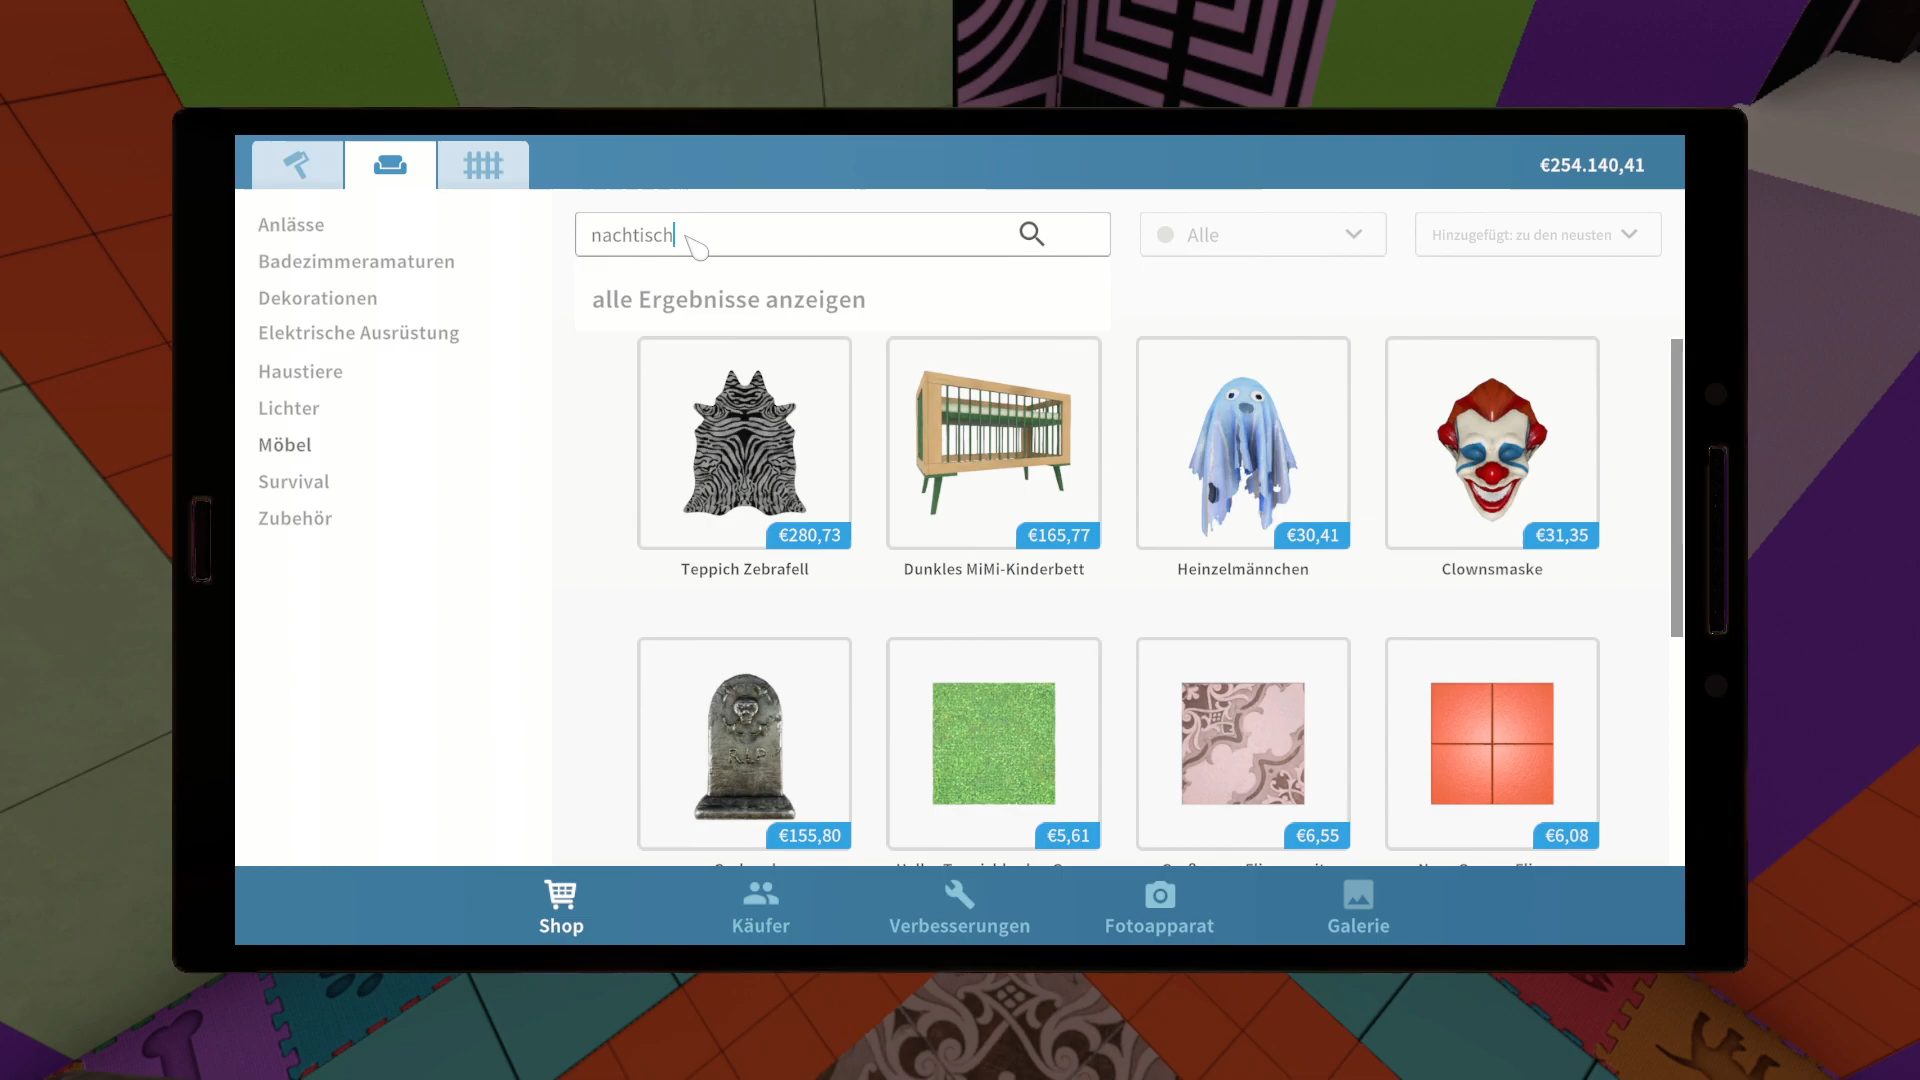 €254.140,41
Anlässe
Badezimmeramaturen
Dekorationen
Elektrische Ausrüstung
Haustiere
Lichter
Möbel
Survival
Zubehör
nachtisch
Alle
Hinzugefügt: zu den neusten
alle Ergebnisse anzeigen
€280,73
€165,77
€30,41
€31,35
Teppich Zebrafell
Dunkles MiMi-Kinderbett
Heinzelmännchen
Clownsmaske
R.I.P
€155,80
€5,61
€6,55
€6,08
Shop
Käufer
Verbesserungen
Fotoapparat
Galerie